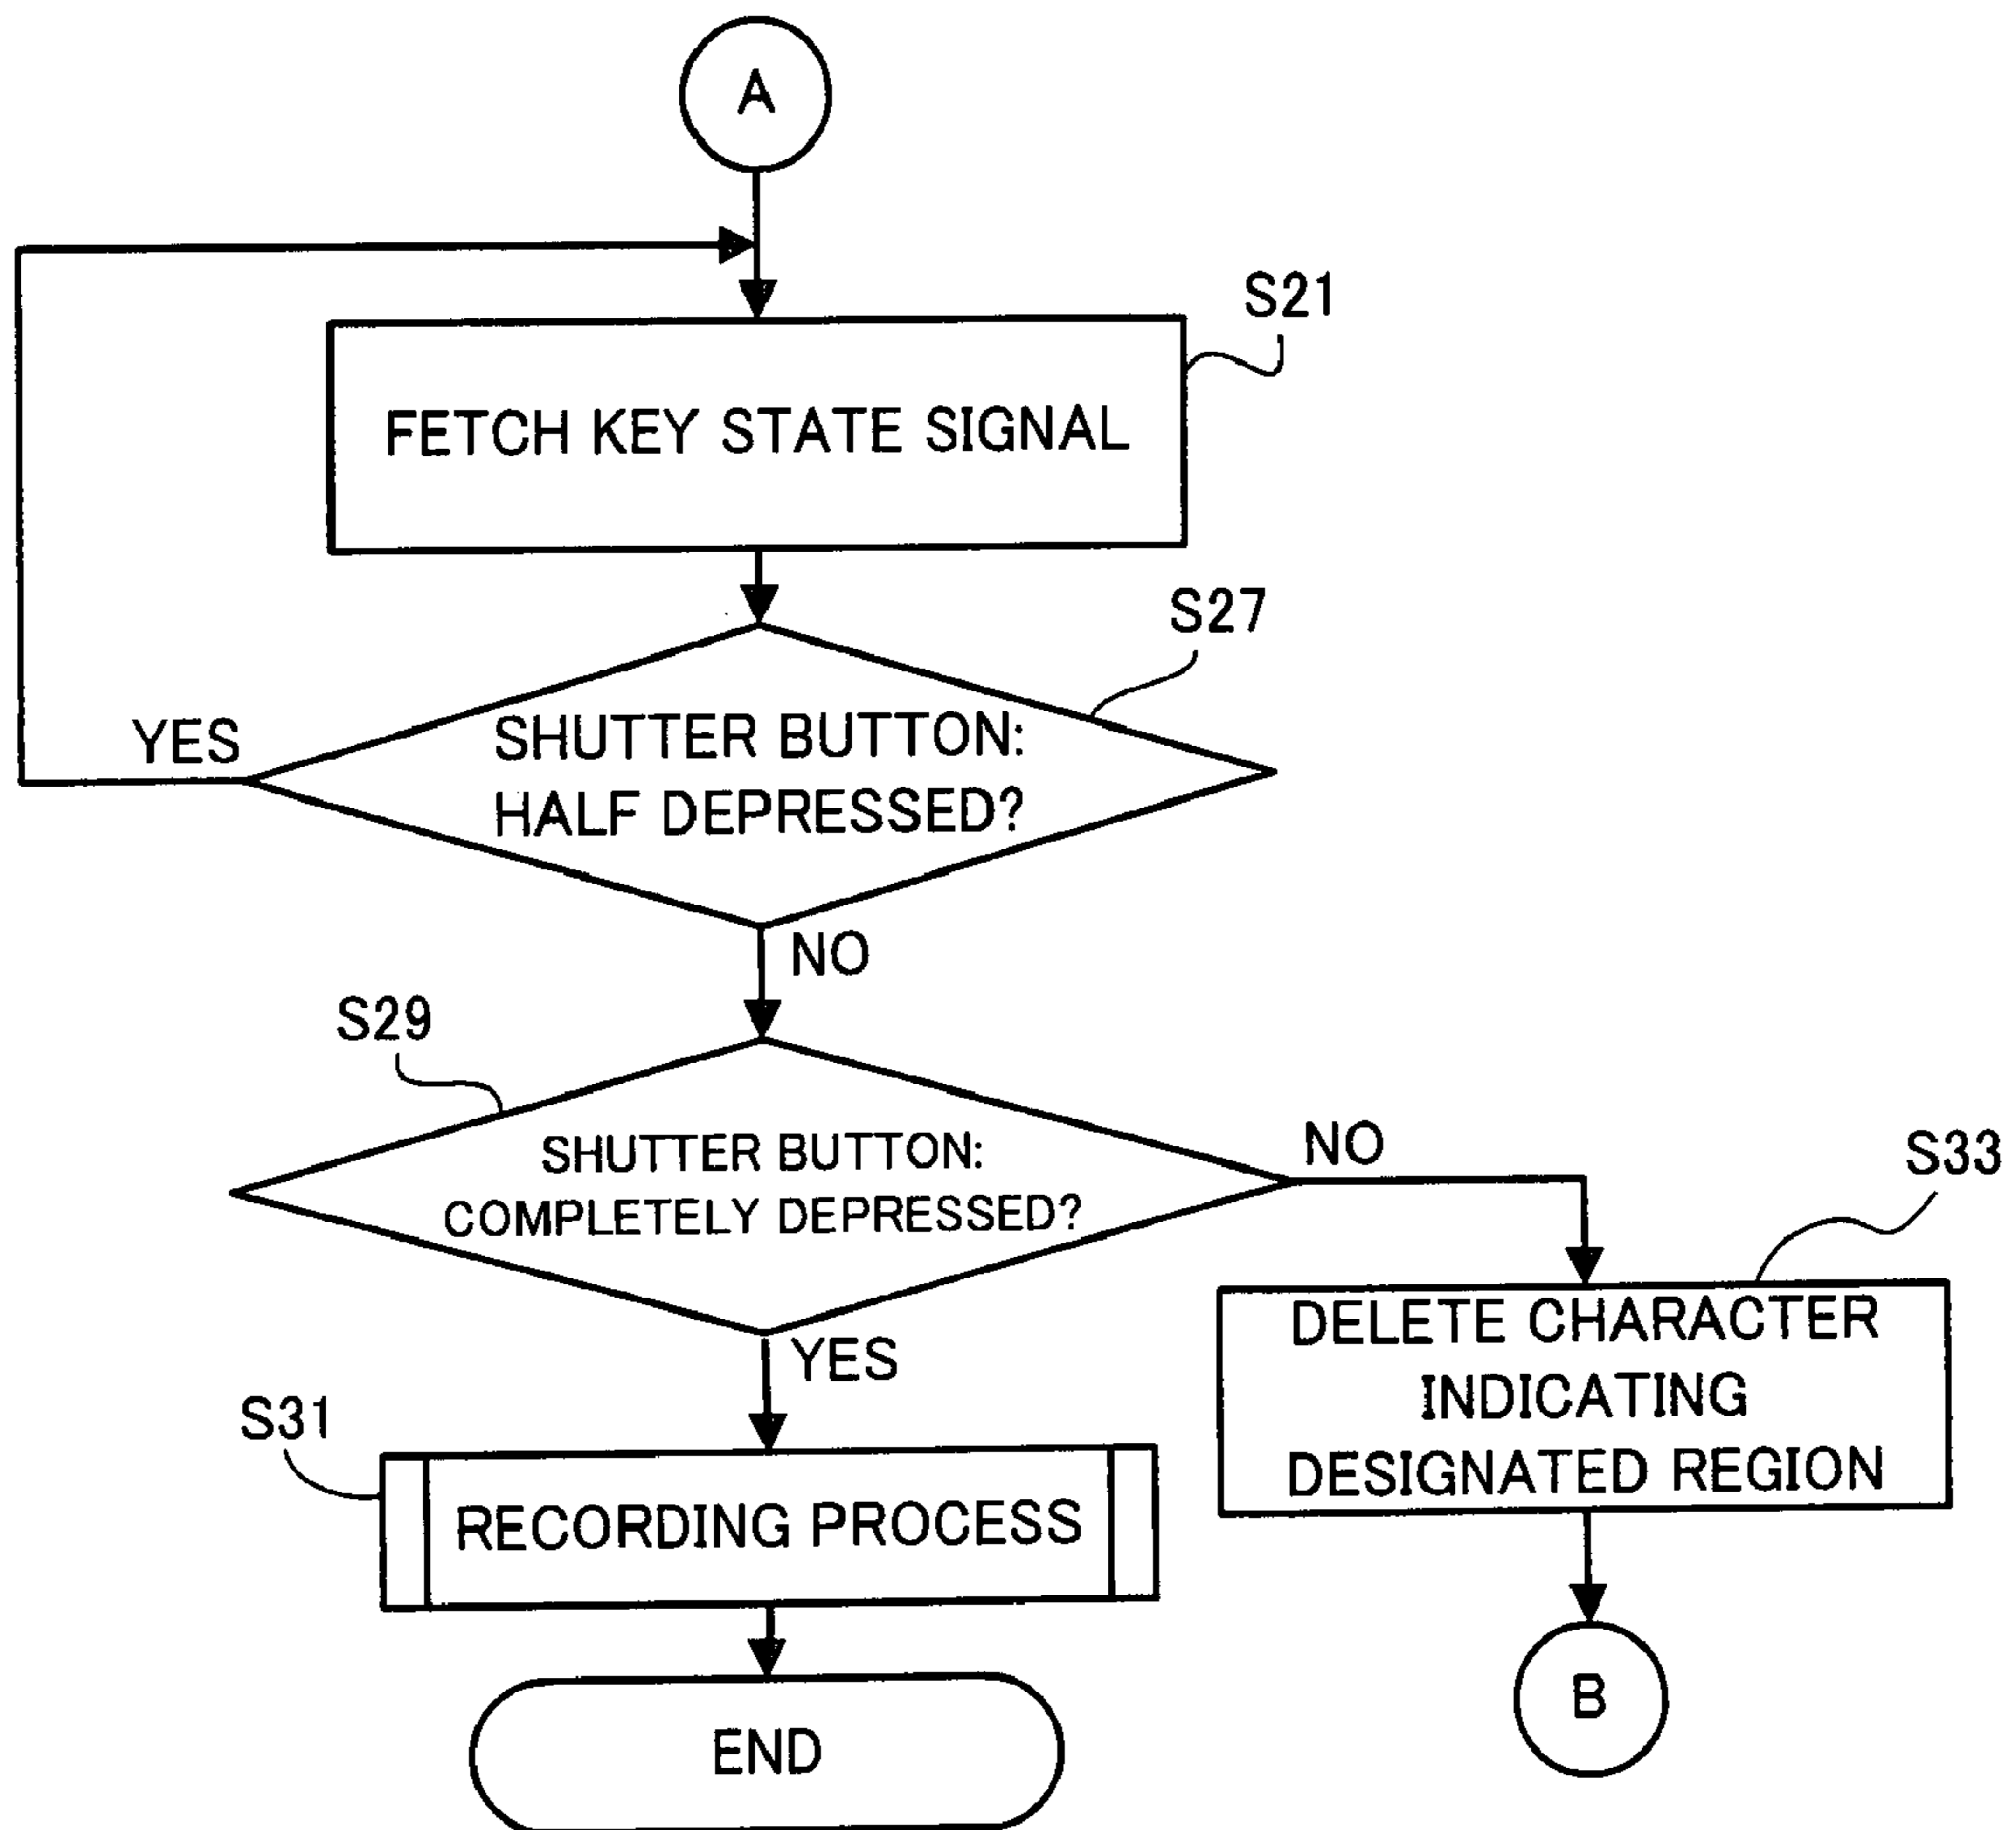 A
S21
FETCH KEY STATE SIGNAL
S27
YES
SHUTTER BUTTON:
HALF DEPRESSED?
NO
S29
SHUTTER BUTTON:
COMPLETELY DEPRESSED?
NO
S33
YES
DELETE CHARACTER
INDICATING
DESIGNATED REGION
S31
RECORDING PROCESS
END
B